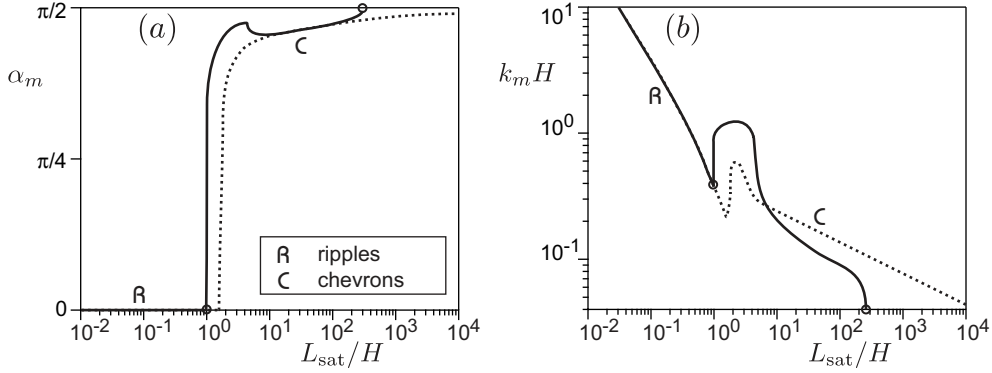 π/2
(a)
α_m
C
π/4
R
R ripples
C chevrons
0
10^-2 10^-1 10^0 10^1 10^2 10^3 10^4
L_sat/H
10^1
(b)
k_m H
R
10^0
C
10^-1
10^-2 10^-1 10^0 10^1 10^2 10^3 10^4
L_sat/H